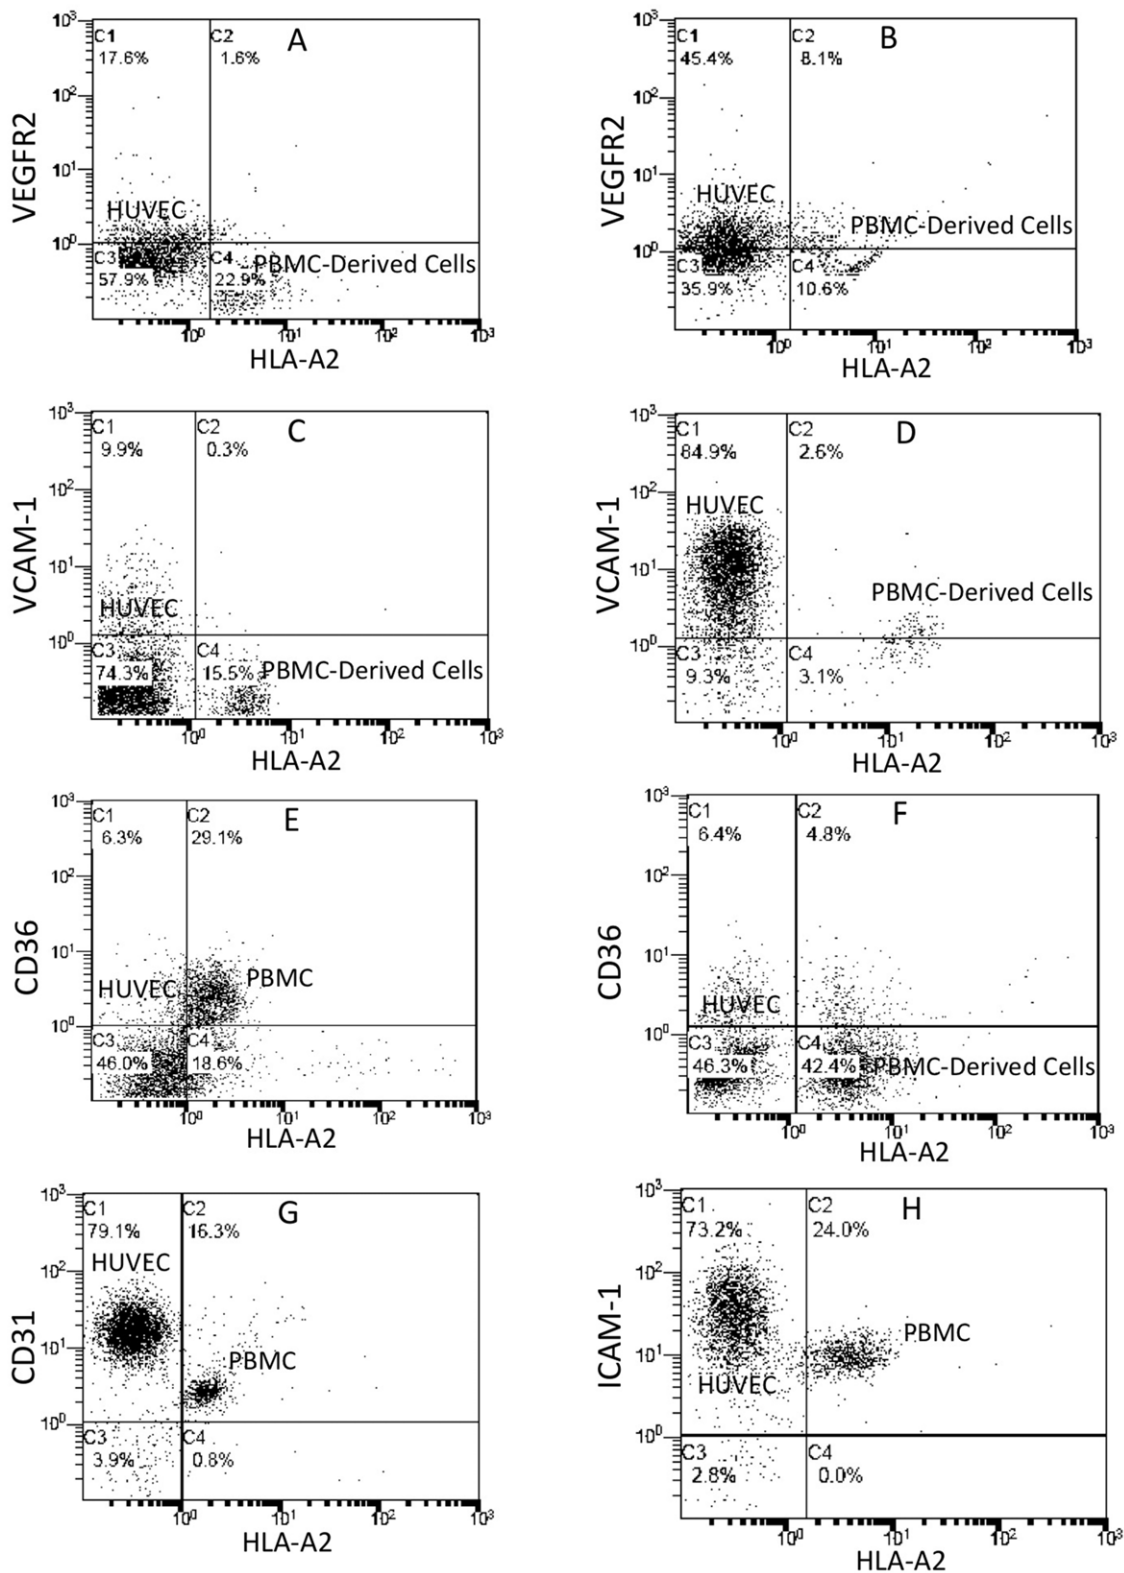 A
C1
17.6%
C2
1.6%
HUVEC
C3
57.9%
C4
22.9%
PBMC-Derived Cells
VEGFR2
10³
10²
10¹
10⁰
10⁰
10¹
10²
10³
HLA-A2
B
C1
45.4%
C2
8.1%
HUVEC
PBMC-Derived Cells
C3
35.9%
C4
10.6%
VEGFR2
10³
10²
10¹
10⁰
10⁰
10¹
10²
10³
HLA-A2
C
C1
9.9%
C2
0.3%
HUVEC
C3
74.3%
C4
15.5%
PBMC-Derived Cells
VCAM-1
10³
10²
10¹
10⁰
10⁰
10¹
10²
10³
HLA-A2
D
C1
84.9%
C2
2.6%
HUVEC
PBMC-Derived Cells
C3
9.3%
C4
3.1%
VCAM-1
10³
10²
10¹
10⁰
10⁰
10¹
10²
10³
HLA-A2
E
C1
6.3%
C2
29.1%
HUVEC
PBMC
C3
46.0%
C4
18.6%
CD36
10³
10²
10¹
10⁰
10⁰
10¹
10²
10³
HLA-A2
F
C1
6.4%
C2
4.8%
HUVEC
C3
46.3%
C4
42.4%
PBMC-Derived Cells
CD36
10³
10²
10¹
10⁰
10⁰
10¹
10²
10³
HLA-A2
G
C1
79.1%
C2
16.3%
HUVEC
PBMC
C3
3.9%
C4
0.8%
CD31
10³
10²
10¹
10⁰
10⁰
10¹
10²
10³
HLA-A2
H
C1
73.2%
C2
24.0%
PBMC
HUVEC
C3
2.8%
C4
0.0%
ICAM-1
10³
10²
10¹
10⁰
10⁰
10¹
10²
10³
HLA-A2